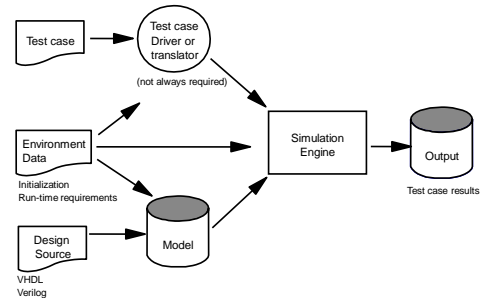 Test case
Test case
Driver or
translator
(not always required)
Environment
Data
Initialization
Run-time requirements
Simulation
Engine
Output
Test case results
Design
Source
VHDL
Verilog
Model